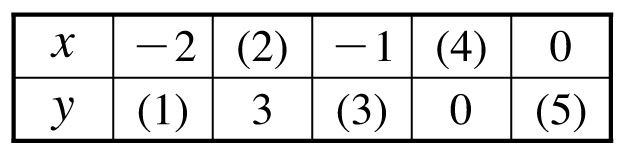 x −2 (2) −1 (4) 0
y (1) 3 (3) 0 (5)